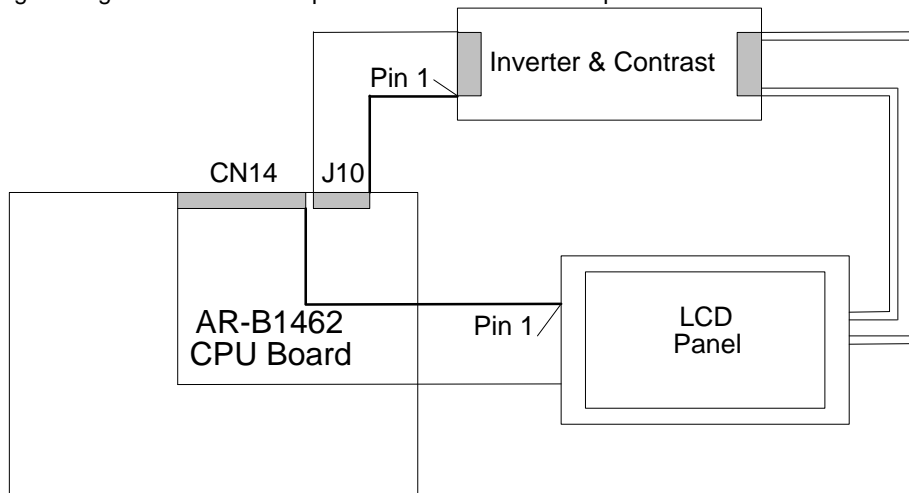 Inverter & Contrast
Pin 1
CN14
J10
AR-B1462
CPU Board
Pin 1
LCD
Panel